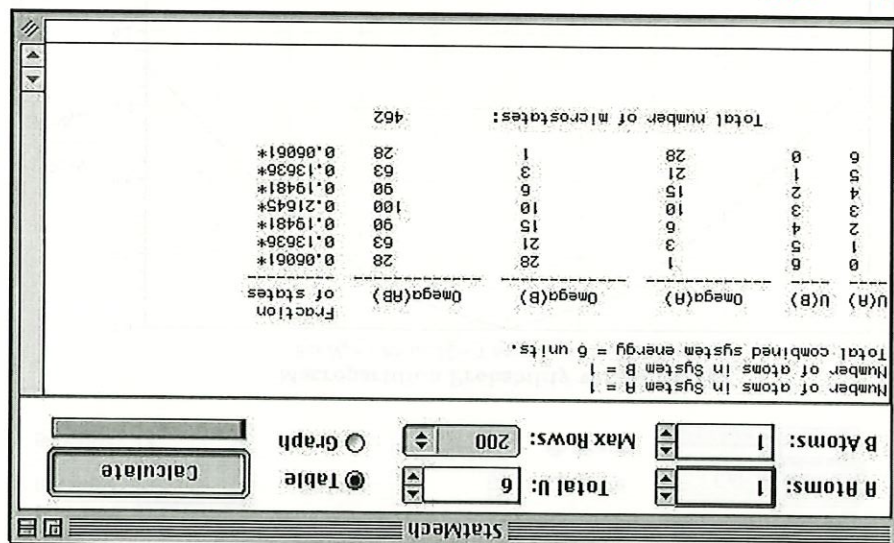 StatMech
A Atoms: 1 Total U: 6 Table Calculate
B Atoms: 1 Max Rows: 200 Graph
Number of atoms in System A = 1
Number of atoms in System B = 1
Total combined system energy = 6 units.
Fraction
U(A) U(B) Omega(A) Omega(B) Omega(AB) of states
0 6 1 28 28 0.06061*
1 5 3 21 63 0.13636*
2 4 6 15 90 0.19481*
3 3 10 10 100 0.21645*
4 2 15 6 90 0.19481*
5 1 21 3 63 0.13636*
6 0 28 1 28 0.06061*
Total number of microstates: 462